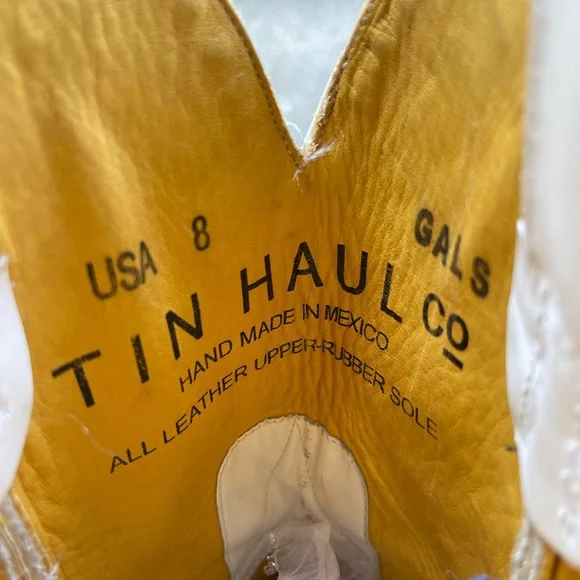 USA 8 GALS
TIN HAUL CO
HAND MADE IN MEXICO
ALL LEATHER UPPER-RUBBER SOLE